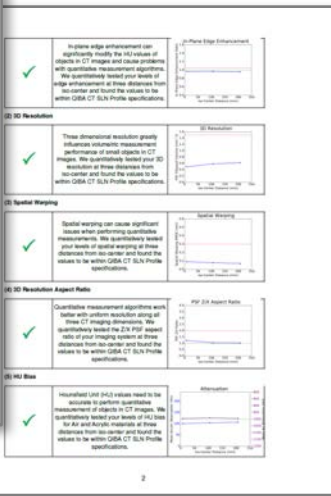 In-plane edge enhancement can
significantly modify the HU values of
objects in CT images and cause problems
with quantitative measurement algorithms.
We quantitatively tested your levels of
edge enhancement at three distances from
iso-center and found the values to be
within QIBA CT SLN Profile specifications.
In-Plane Edge Enhancement
(2) 3D Resolution
Three dimensional resolution greatly
influences volumetric measurement
performance of small objects in CT
images. We quantitatively tested your 3D
resolution at three distances from
iso-center and found the values to be
within QIBA CT SLN Profile specifications.
3D Resolution
(3) Spatial Warping
Spatial warping can cause significant
issues when performing quantitative
measurements. We quantitatively tested
your levels of spatial warping at three
distances from iso-center and found the
values to be within QIBA CT SLN Profile
specifications.
Spatial Warping
(4) 3D Resolution Aspect Ratio
Quantitative measurement algorithms work
better with uniform resolution along all
three CT imaging dimensions. We
quantitatively tested the Z/X PSF aspect
ratio of your imaging system at three
distances from iso-center and found the
values to be within QIBA CT SLN Profile
specifications.
PSF Z/X Aspect Ratio
(5) HU Bias
Hounsfield Unit (HU) values need to be
accurate to perform quantitative
measurement of objects in CT images. We
quantitatively tested your levels of HU bias
for Air and Acrylic materials at three
distances from iso-center and found the
values to be within QIBA CT SLN Profile
specifications.
Attenuation
2